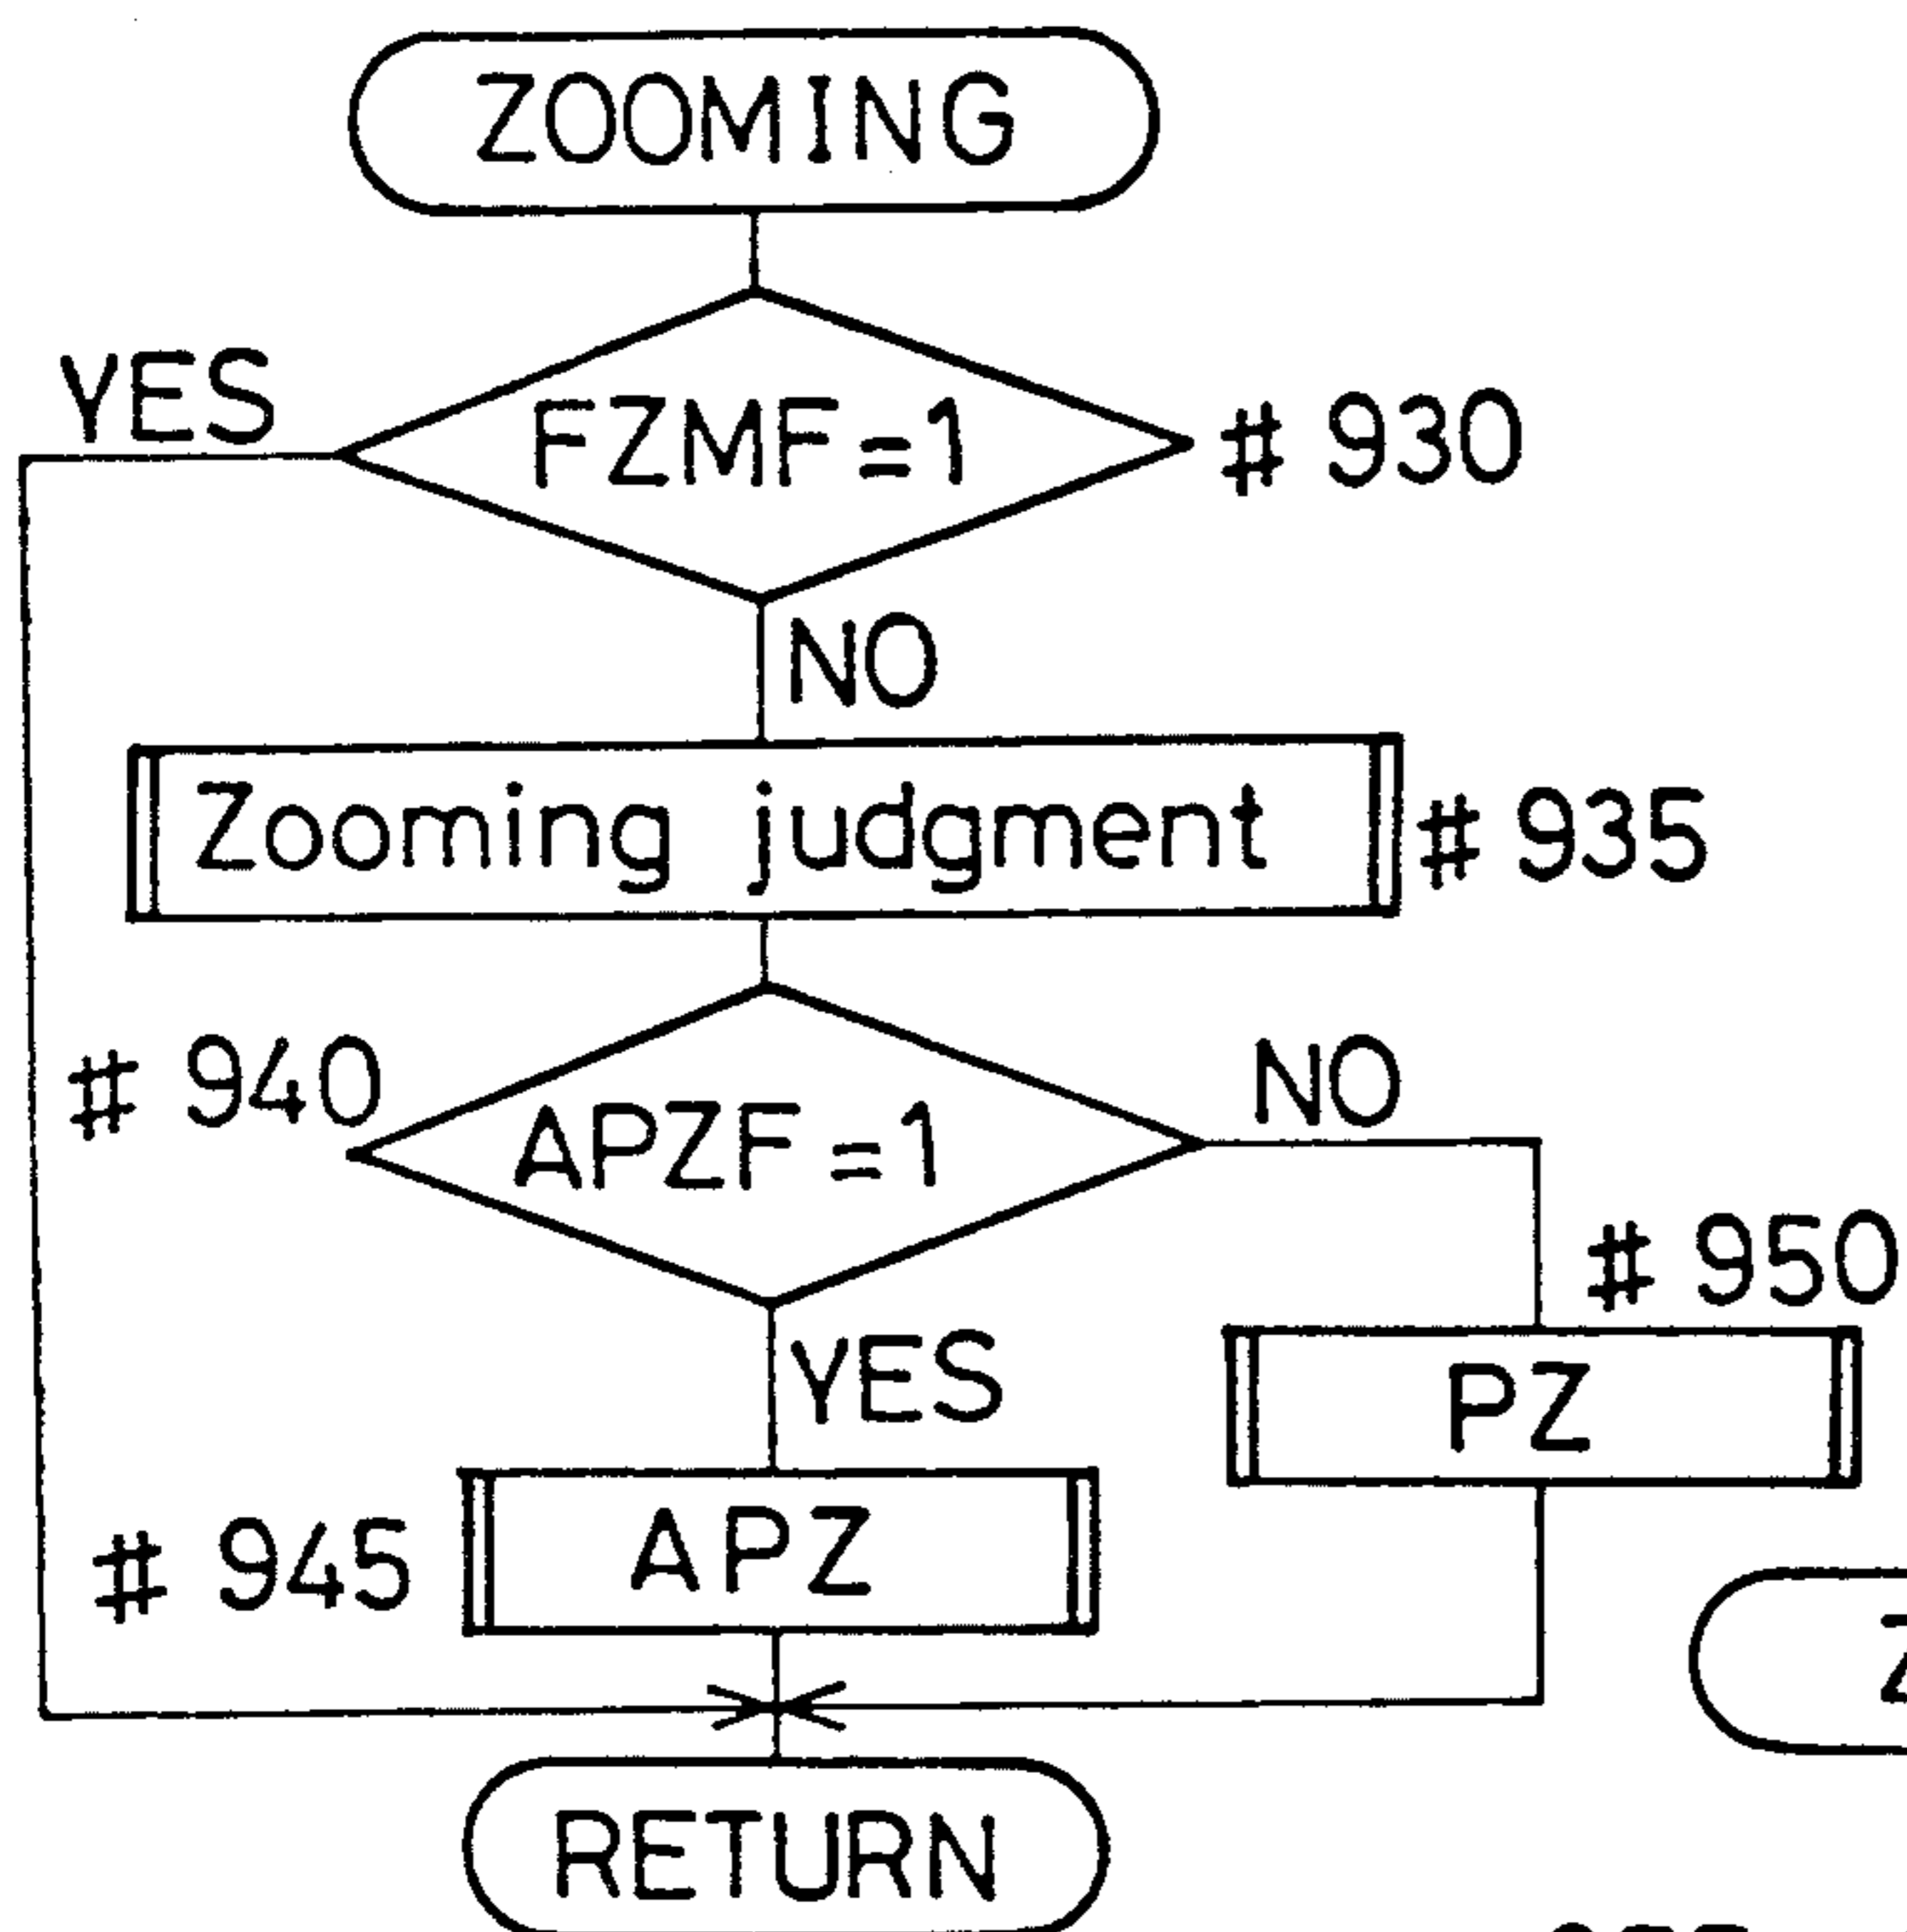 ZOOMING
YES
FZMF=1
# 930
NO
Zooming judgment
# 935
# 940
APZF=1
NO
# 950
YES
PZ
# 945
APZ
RETURN